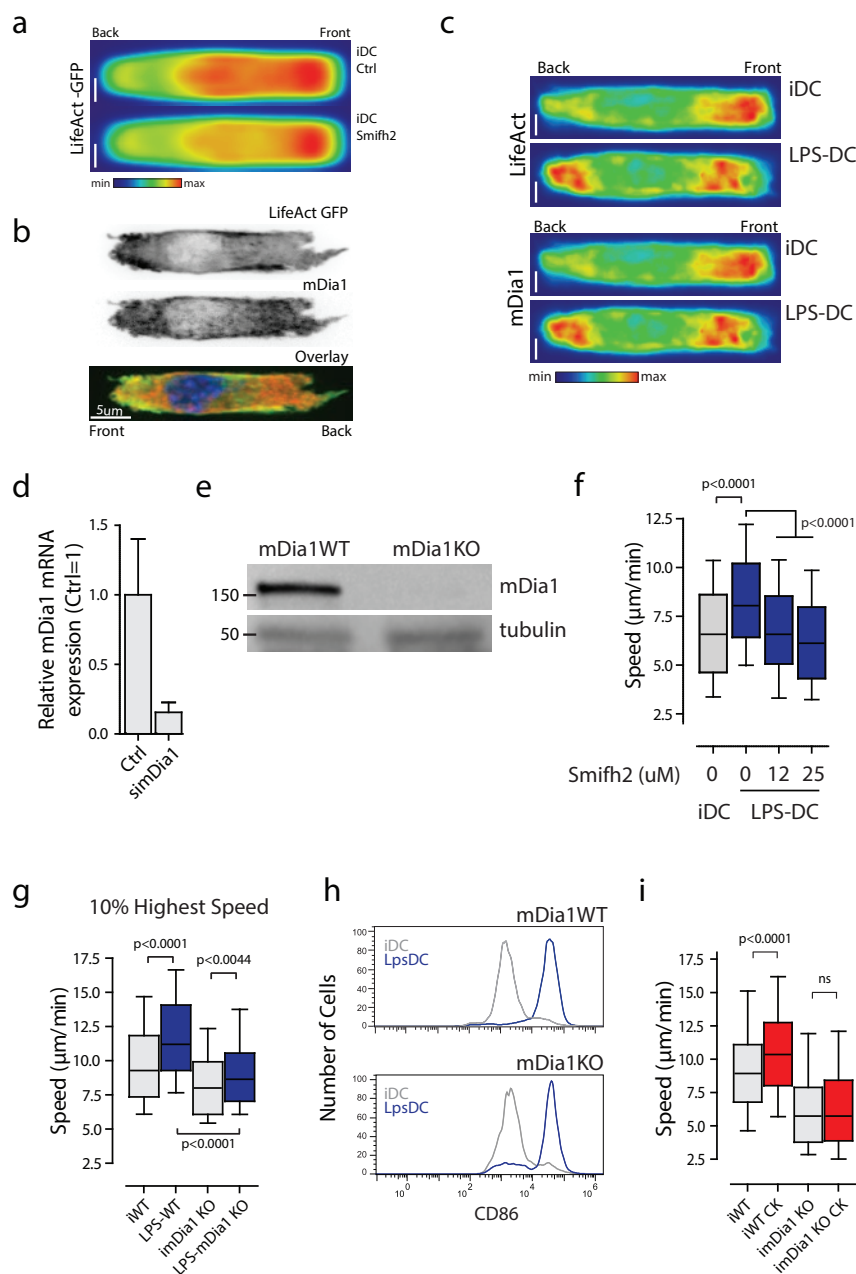 a
Back Front
LifeAct -GFP
iDC
Ctrl
iDC
Smifh2
min max
b
LifeAct GFP
mDia1
Overlay
5um
Front Back
c
Back Front
LifeAct
iDC
LPS-DC
Back Front
mDia1
iDC
LPS-DC
min max
d
Relative mDia1 mRNA
expression (Ctrl=1)
1.5
1.0
0.5
0.0
Ctrl
simDia1
e
mDia1WT mDia1KO
150
mDia1
50
tubulin
f
p<0.0001
p<0.0001
Speed (μm/min)
12.5
10.0
7.5
5.0
2.5
Smifh2 (uM) 0 0 12 25
iDC LPS-DC
g
10% Highest Speed
p<0.0001
p<0.0044
p<0.0001
Speed (μm/min)
17.5
15.0
12.5
10.0
7.5
5.0
2.5
iWT
LPS-WT
imDia1 KO
LPS-mDia1 KO
h
mDia1WT
iDC
LpsDC
100
80
60
40
20
0
Number of Cells
mDia1KO
iDC
LpsDC
100
80
60
40
20
0
10^0 10^2 10^4 10^6
CD86
i
p<0.0001
ns
Speed (μm/min)
17.5
15.0
12.5
10.0
7.5
5.0
2.5
iWT
iWT CK
imDia1 KO
imDia1 KO CK